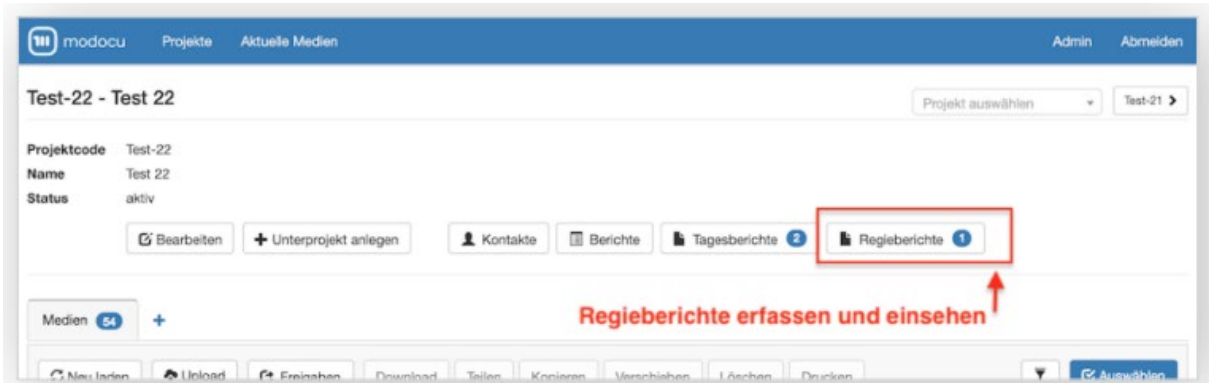 modocu Projekte Aktuelle Medien Admin Abmelden
Test-22 - Test 22 Projekt auswählen Test-21
Projektcode Test-22
Name Test 22
Status aktiv
Bearbeiten Unterprojekt anlegen Kontakte Berichte Tagesberichte 2 Regieberichte 1
Regieberichte erfassen und einsehen
Medien 54 +
Neu laden Upload Freigaben Download Teilen Kopieren Verschieben Löschen Drucken Auswählen